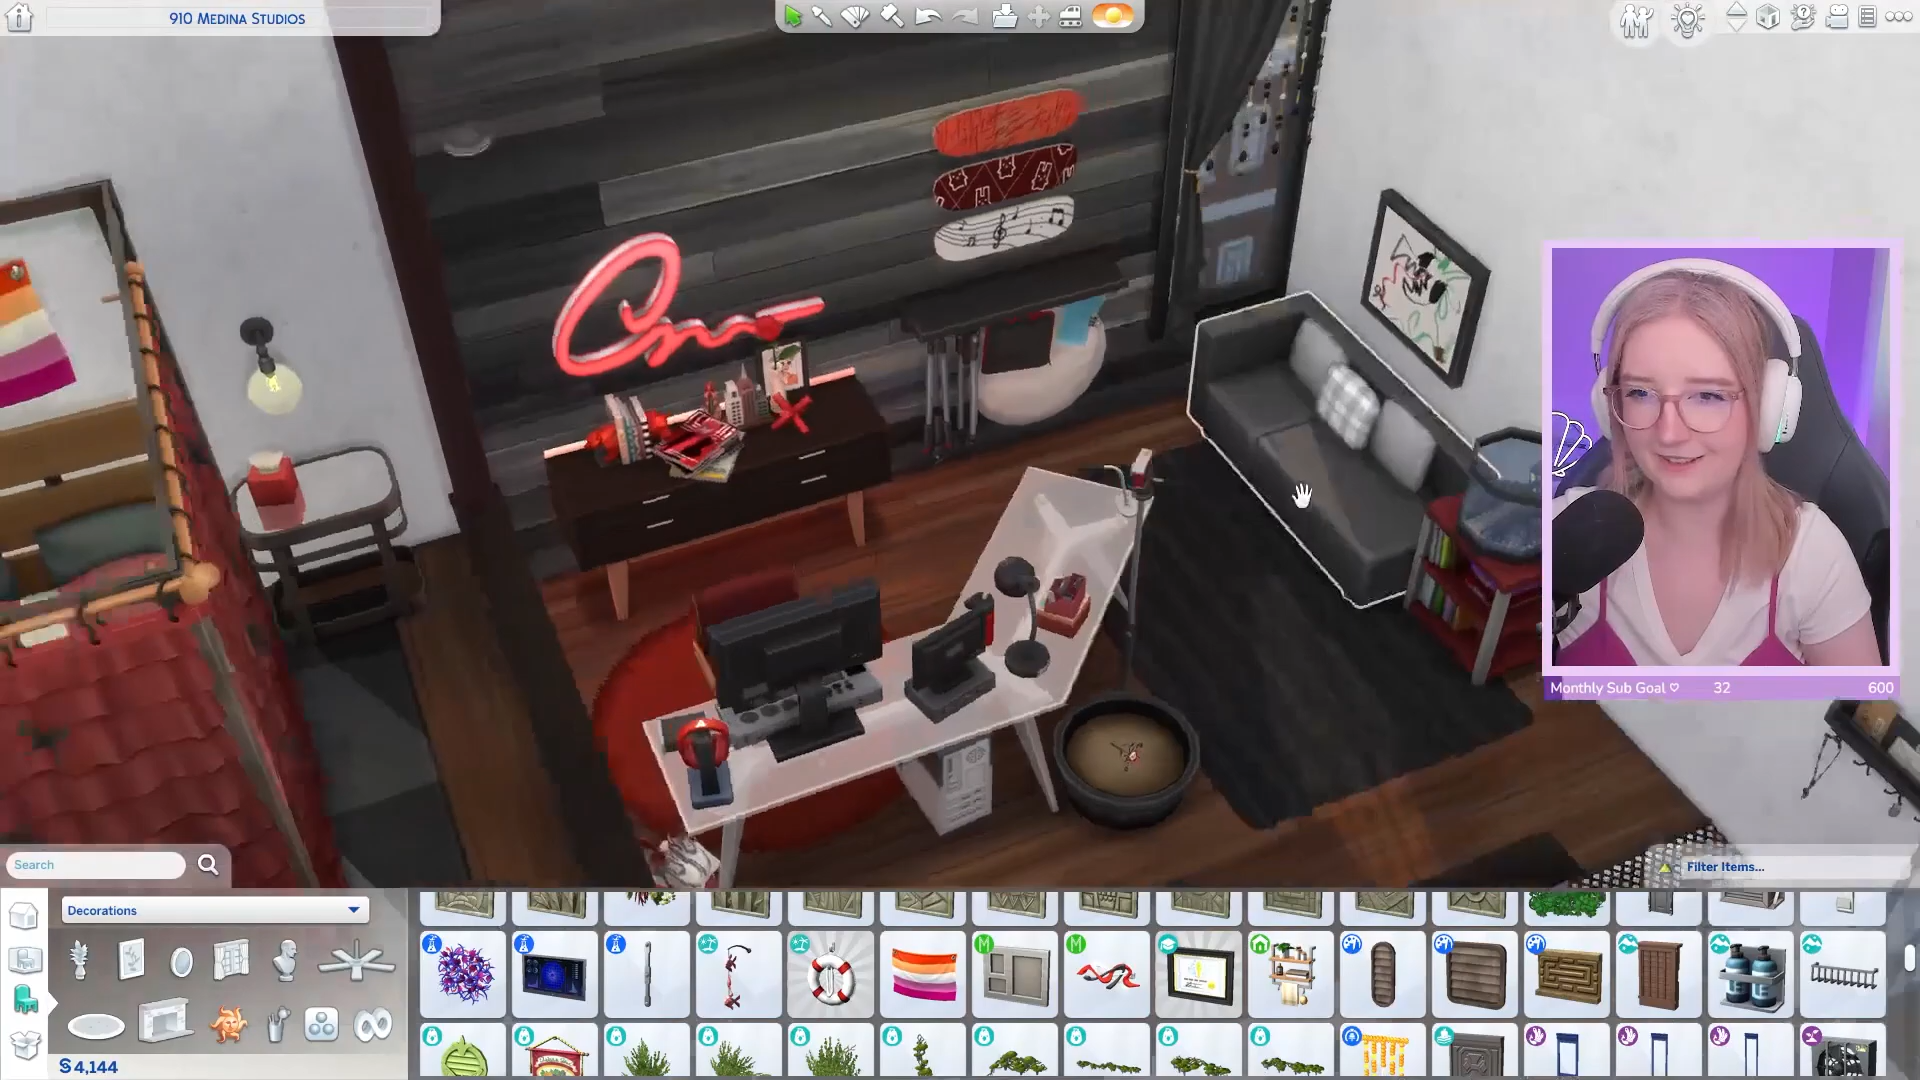 910 Medina Studios
Monthly Sub Goal ♡ 32 600
Search
Filter Items...
Decorations
§4,144